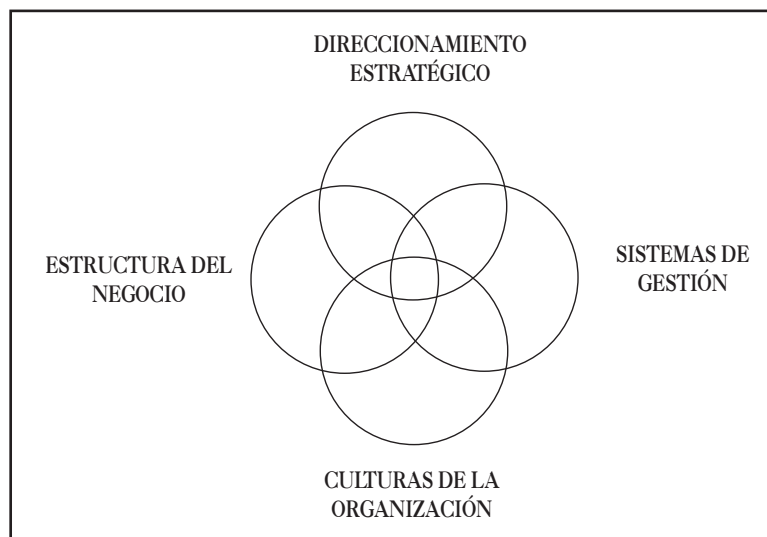 DIRECCIONAMIENTO
ESTRATÉGICO
ESTRUCTURA DEL
NEGOCIO
SISTEMAS DE
GESTIÓN
CULTURAS DE LA
ORGANIZACIÓN